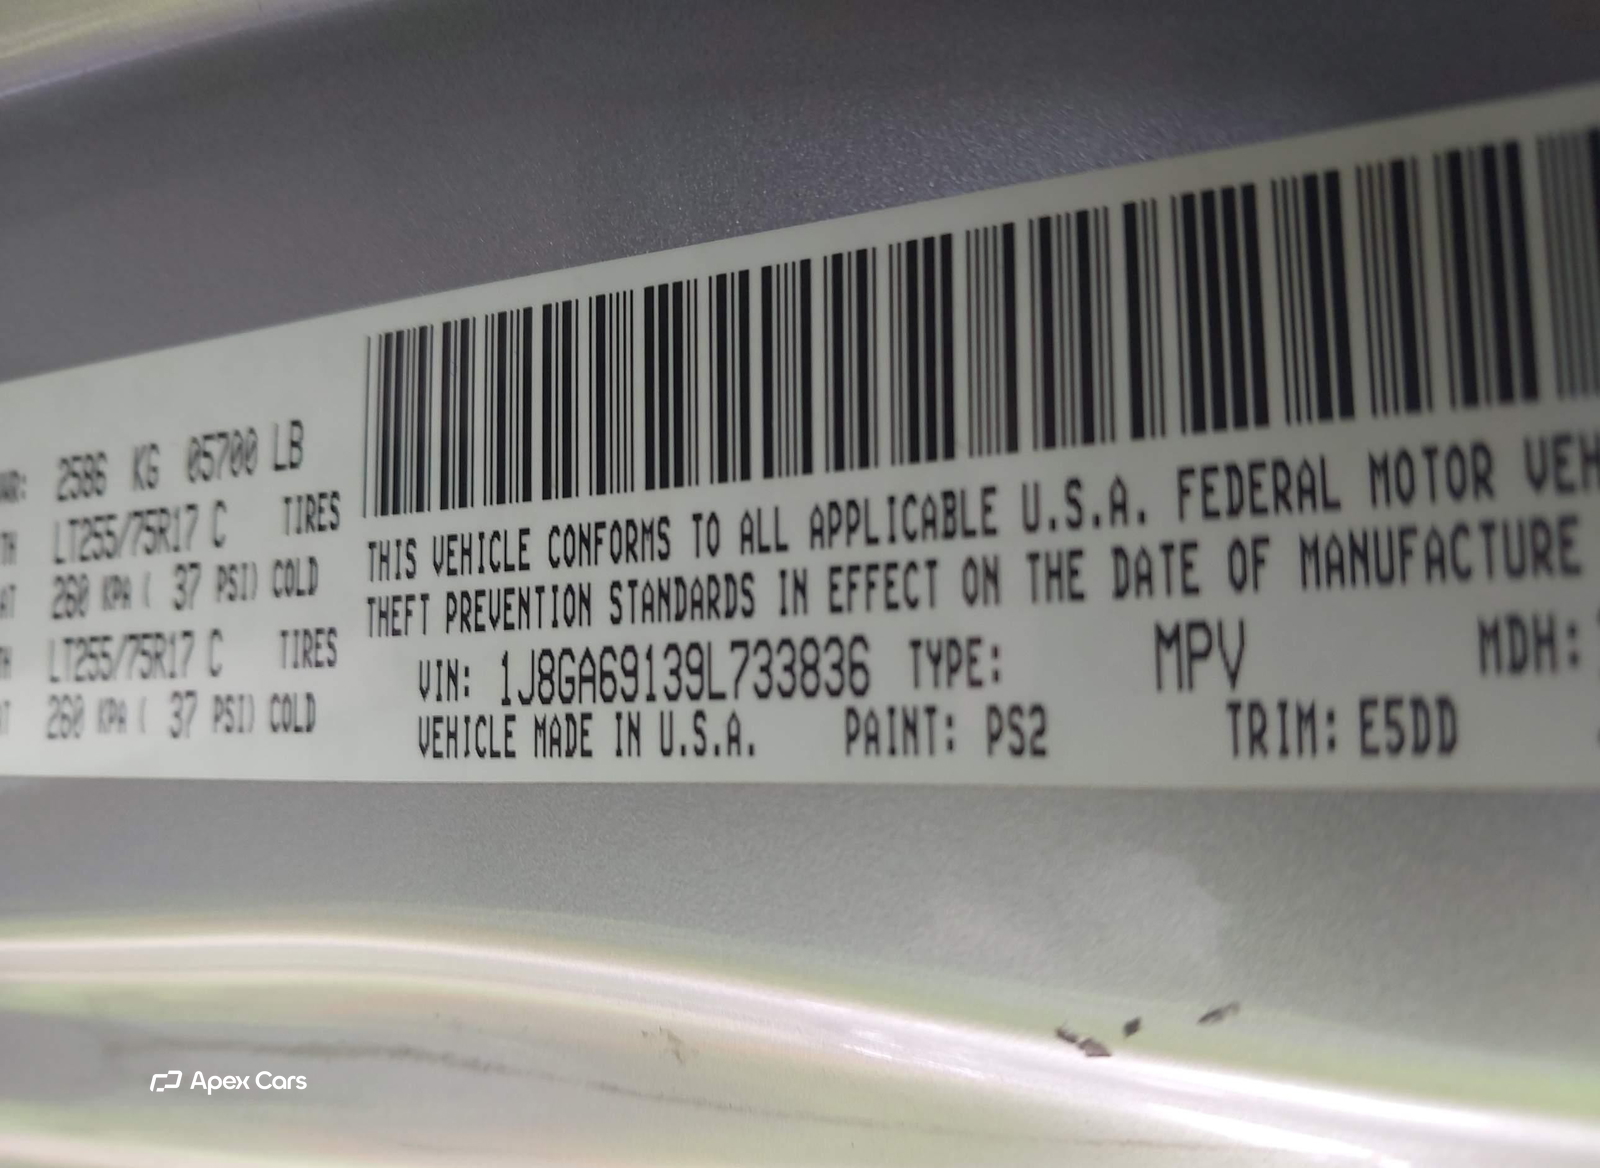 WR: 2586 KG 05700 LB
LT255/75R17 C TIRES
AT 260 KPA ( 37 PSI) COLD
LT255/75R17 C TIRES
260 KPA ( 37 PSI) COLD
THIS VEHICLE CONFORMS TO ALL APPLICABLE U.S.A. FEDERAL MOTOR VEH
THEFT PREVENTION STANDARDS IN EFFECT ON THE DATE OF MANUFACTURE
VIN: 1J8GA69139L733836 TYPE: MPV MDH:
VEHICLE MADE IN U.S.A. PAINT: PS2 TRIM: E5DD
Apex Cars